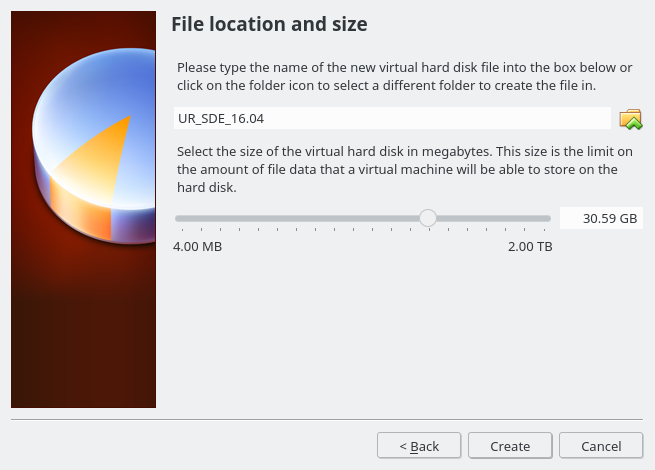 File location and size
Please type the name of the new virtual hard disk file into the box below or
click on the folder icon to select a different folder to create the file in.
UR_SDE_16.04
Select the size of the virtual hard disk in megabytes. This size is the limit on
the amount of file data that a virtual machine will be able to store on the
hard disk.
30.59 GB
4.00 MB 2.00 TB
< Back Create Cancel